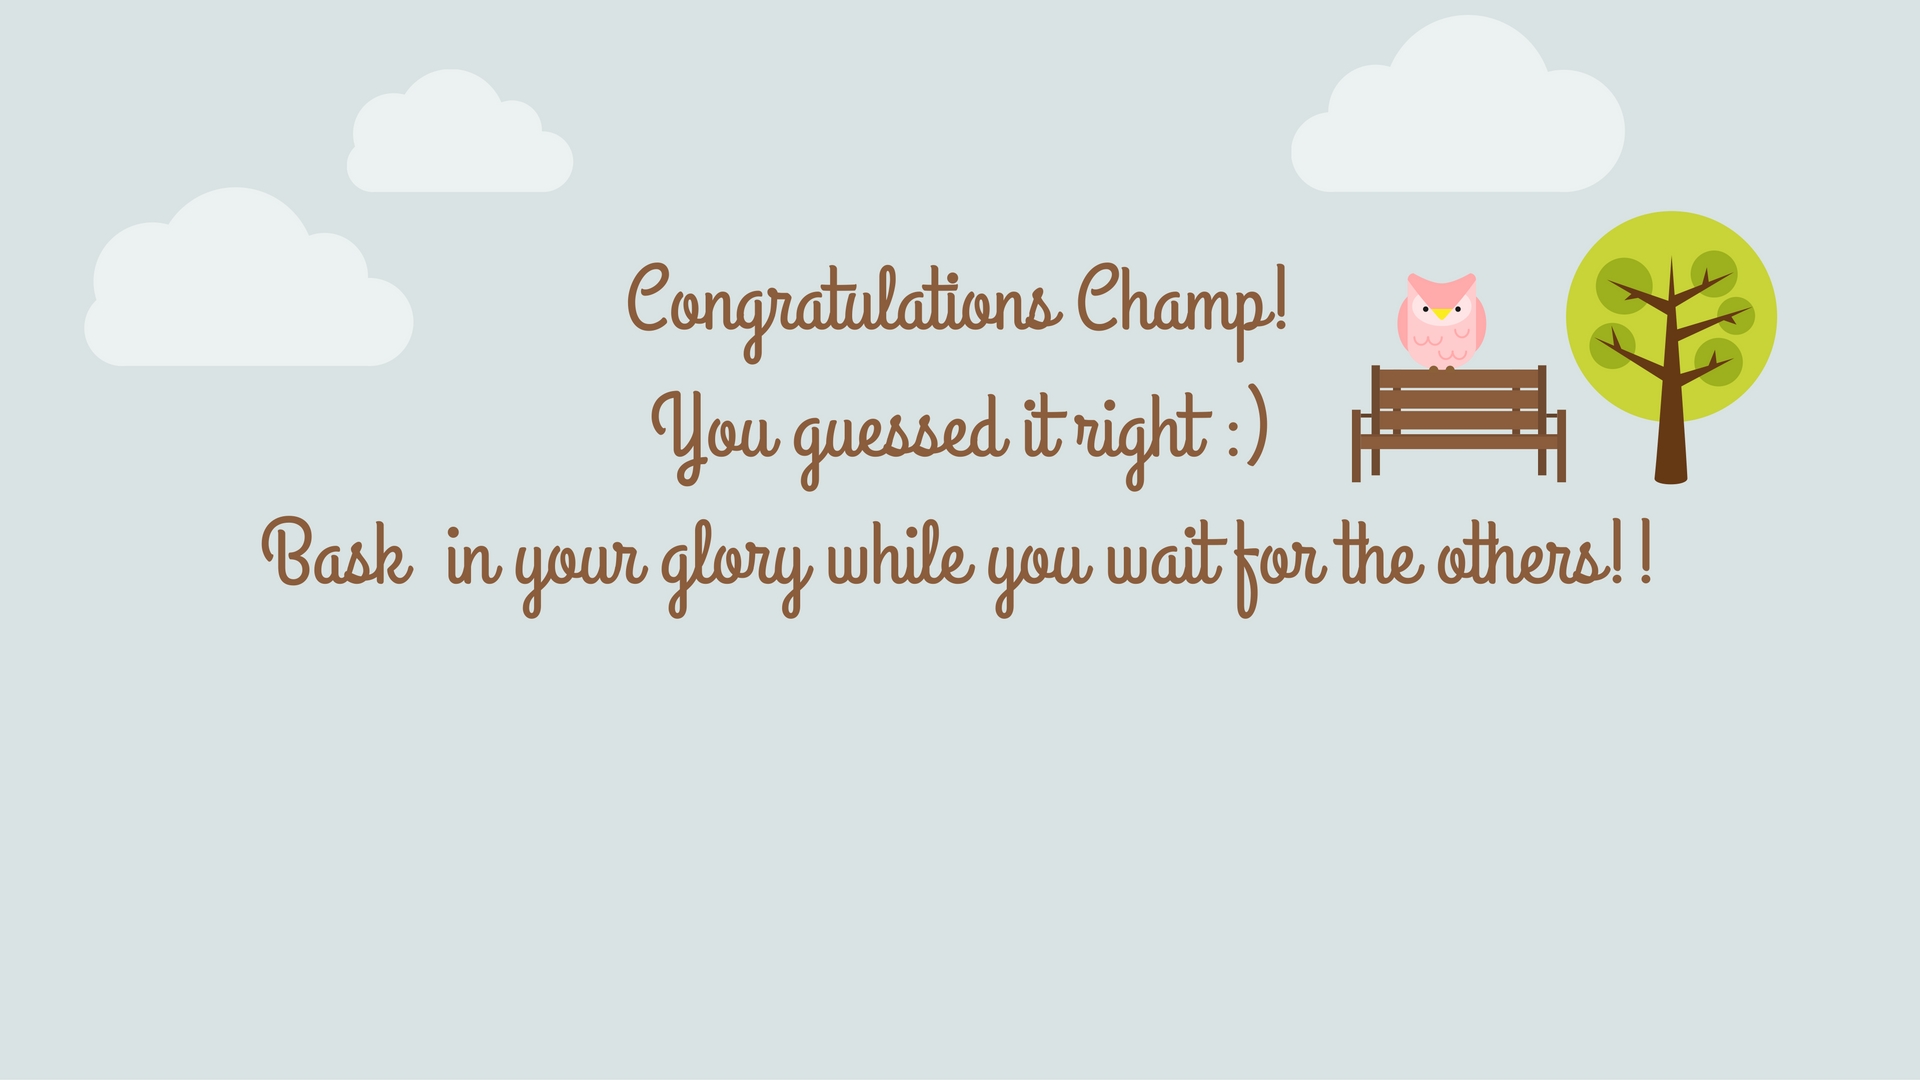 Congratulations Champ!
You guessed it right :)
Bask in your glory while you wait for the others!!